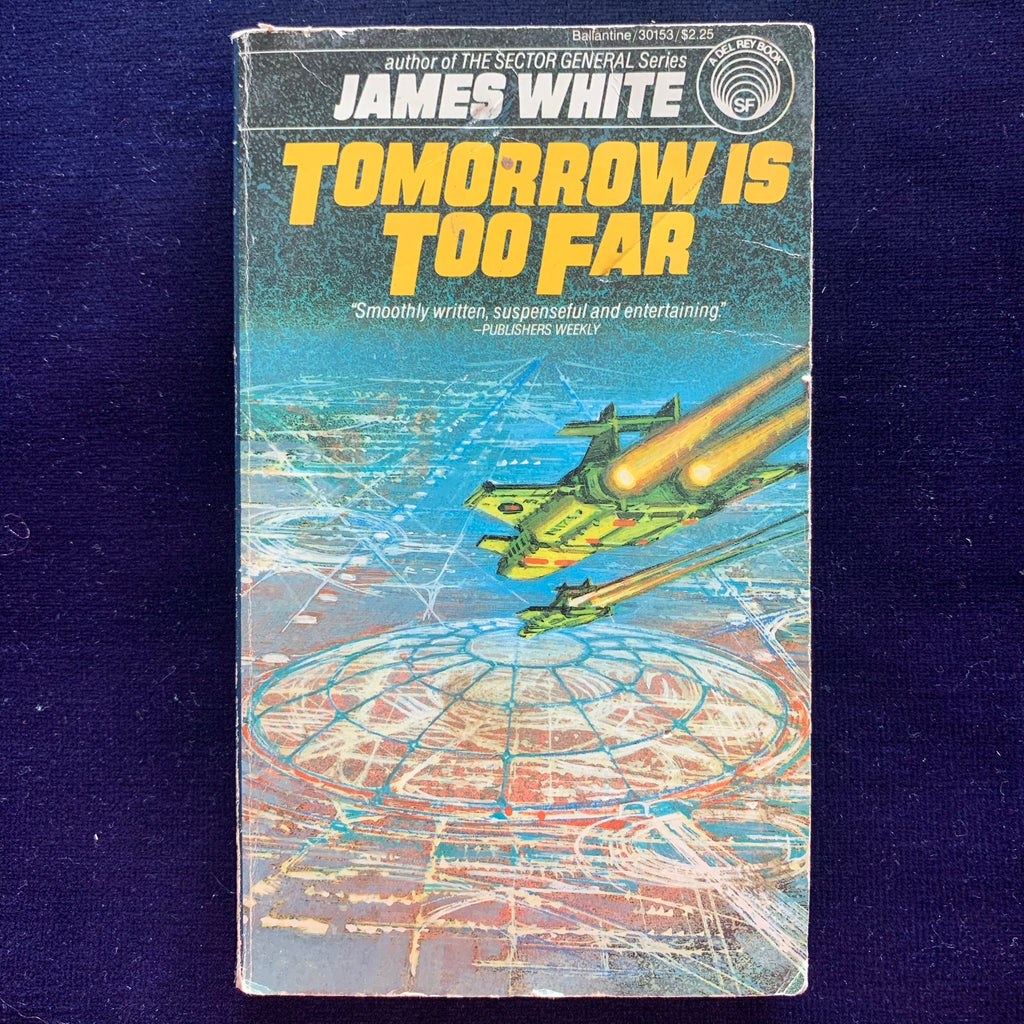 Ballantine/30153/$2.25
author of THE SECTOR GENERAL Series
JAMES WHITE
A DEL REY BOOK
SF
TOMORROW IS
TOO FAR
"Smoothly written, suspenseful and entertaining."
—PUBLISHERS WEEKLY